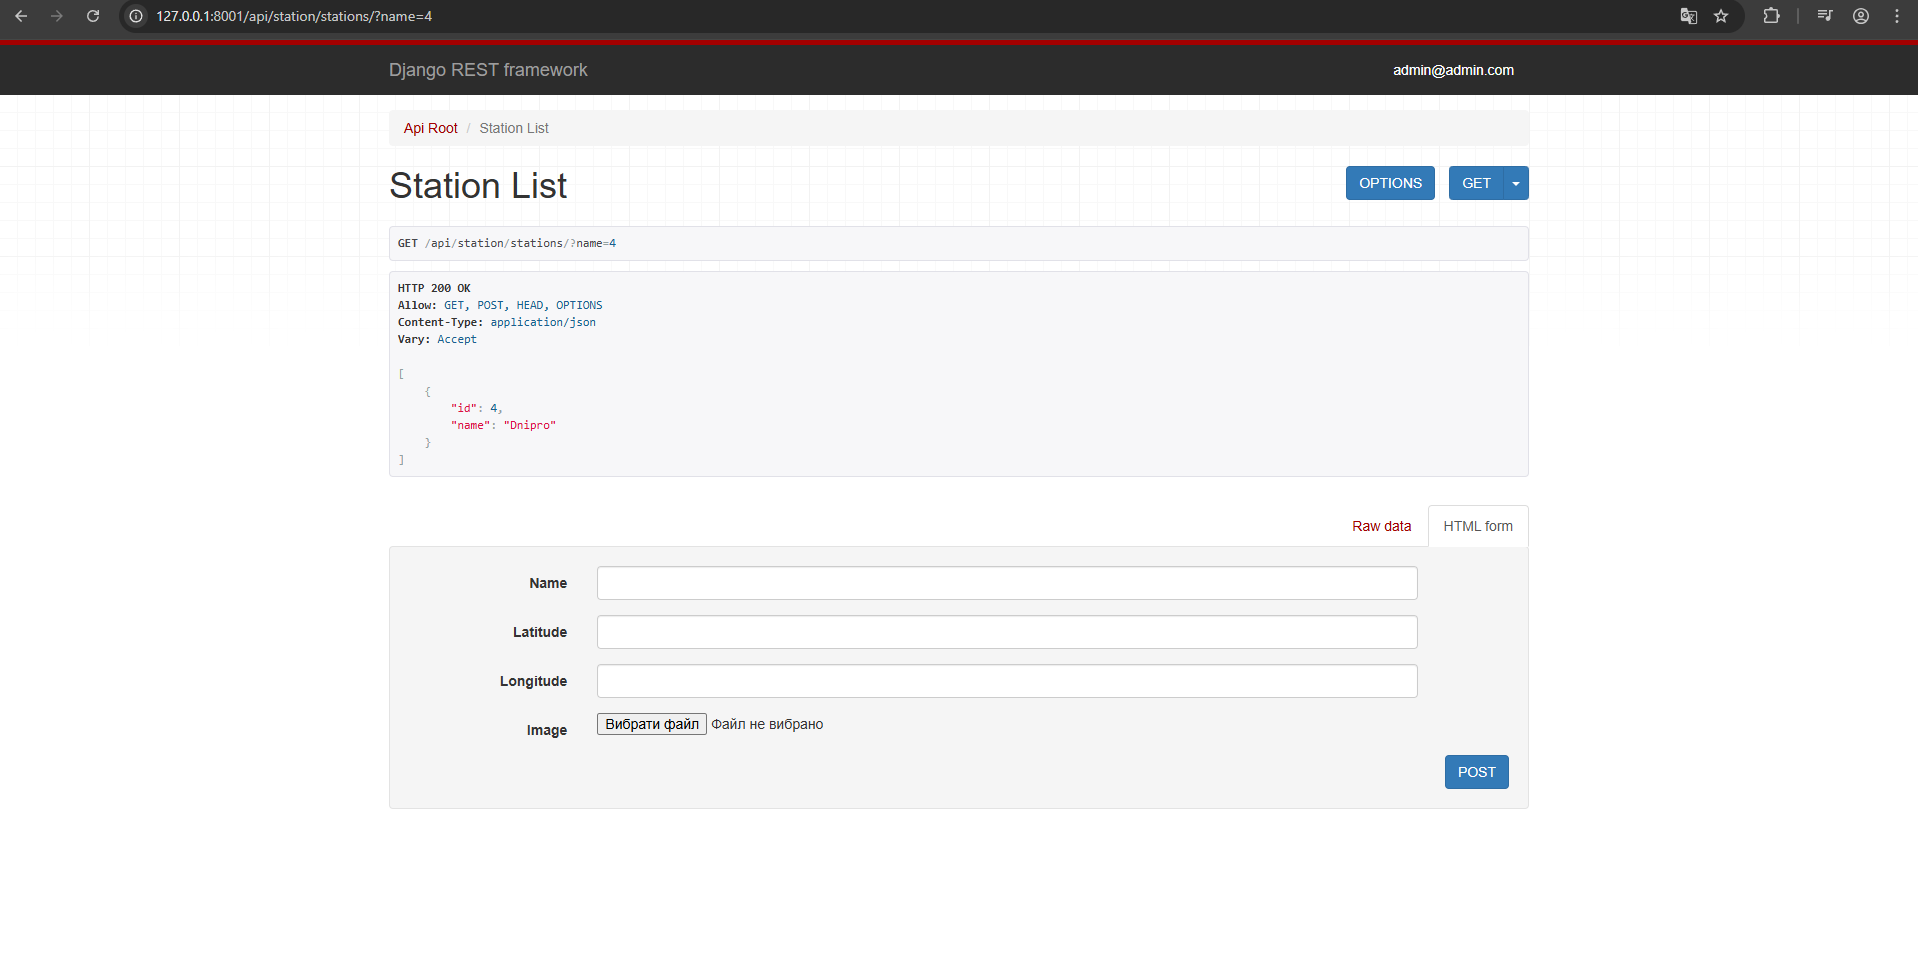 127.0.0.1:8001/api/station/stations/?name=4
Django REST framework
admin@admin.com
Api Root / Station List
Station List
OPTIONS
GET
GET /api/station/stations/?name=4
HTTP 200 OK
Allow: GET, POST, HEAD, OPTIONS
Content-Type: application/json
Vary: Accept
[
    {
        "id": 4,
        "name": "Dnipro"
    }
]
Raw data
HTML form
Name
Latitude
Longitude
Image
Вибрати файл Файл не вибрано
POST